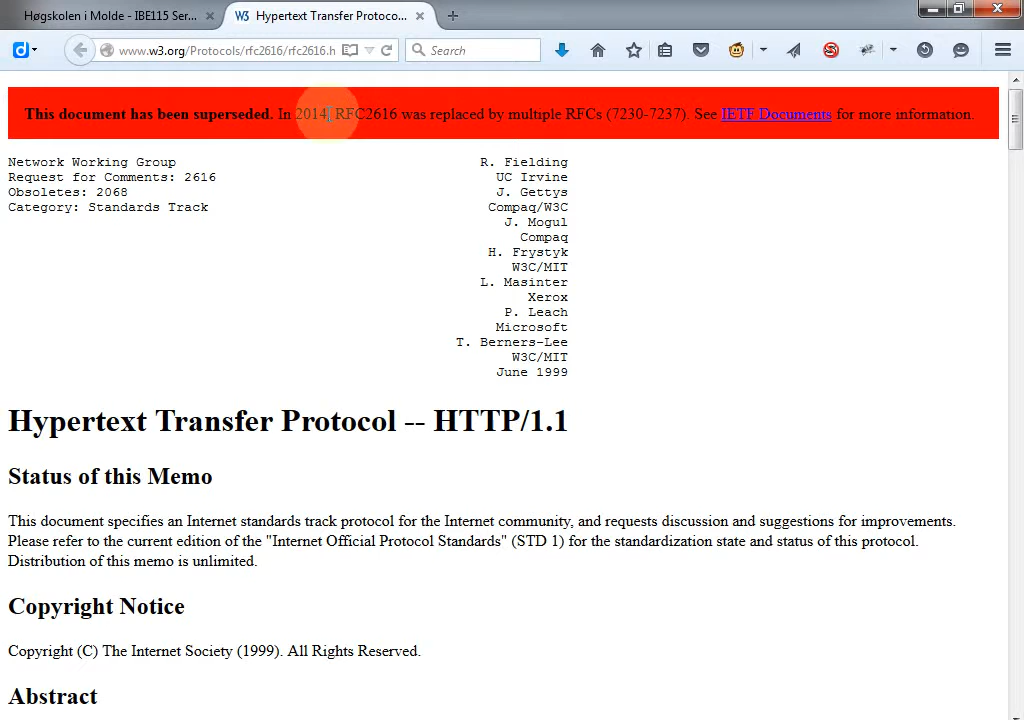 Høgskolen i Molde - IBE115 Ser...
W3 Hypertext Transfer Protoco...
www.w3.org/Protocols/rfc2616/rfc2616.h
Search
This document has been superseded. In 2014, RFC2616 was replaced by multiple RFCs (7230-7237). See IETF Documents for more information.
Network Working Group R. Fielding
Request for Comments: 2616 UC Irvine
Obsoletes: 2068 J. Gettys
Category: Standards Track Compaq/W3C
J. Mogul
Compaq
H. Frystyk
W3C/MIT
L. Masinter
Xerox
P. Leach
Microsoft
T. Berners-Lee
W3C/MIT
June 1999
Hypertext Transfer Protocol -- HTTP/1.1
Status of this Memo
This document specifies an Internet standards track protocol for the Internet community, and requests discussion and suggestions for improvements.
Please refer to the current edition of the "Internet Official Protocol Standards" (STD 1) for the standardization state and status of this protocol.
Distribution of this memo is unlimited.
Copyright Notice
Copyright (C) The Internet Society (1999). All Rights Reserved.
Abstract